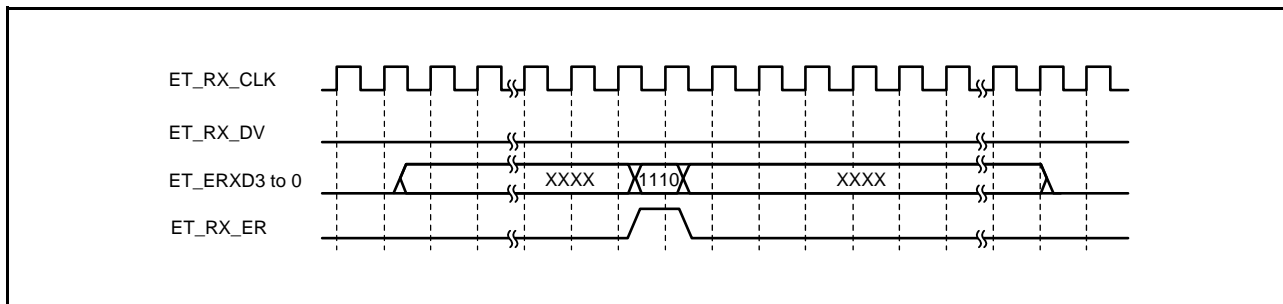 ET_RX_CLK
ET_RX_DV
ET_ERXD3 to 0 XXXX 1110 XXXX
ET_RX_ER